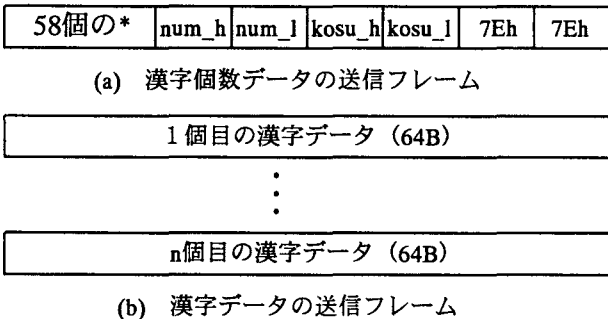 58個の* num_h num_l kosu_h kosu_l 7Eh 7Eh
(a) 漢字個数データの送信フレーム
1個目の漢字データ (64B)
n個目の漢字データ (64B)
(b) 漢字データの送信フレーム